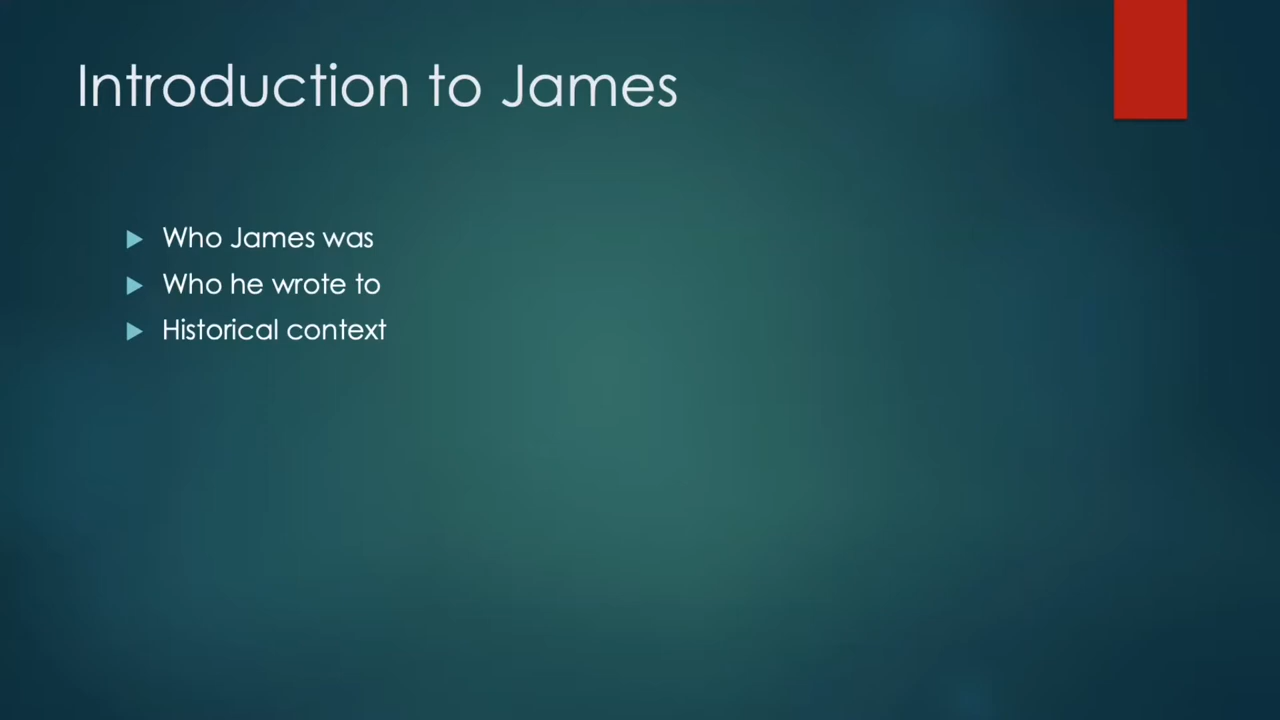 Introduction to James
Who James was
Who he wrote to
Historical context